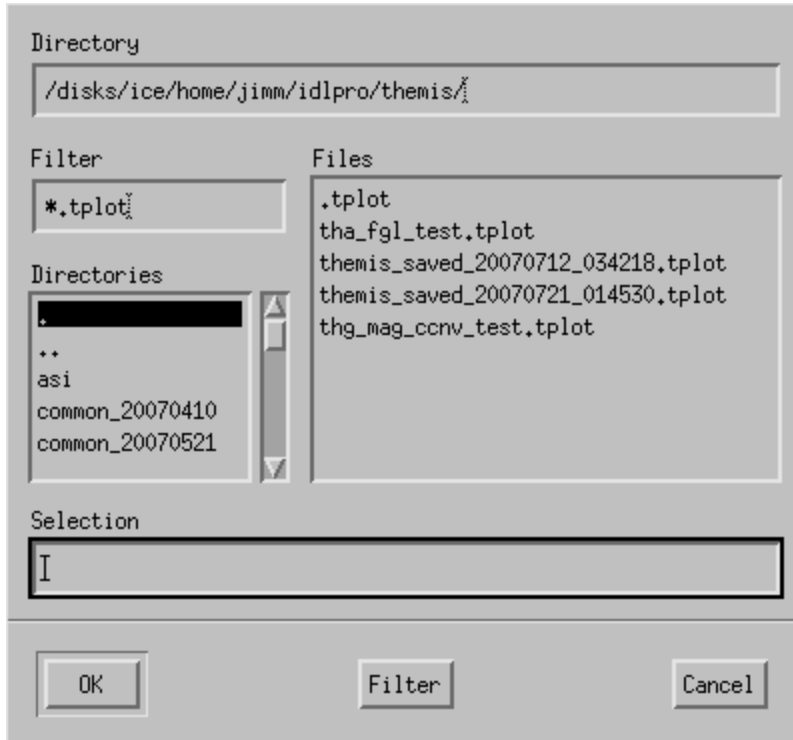 Directory
/disks/ice/home/jimm/idlpro/themis/
Filter
*.tplot
Directories
.
..
asi
common_20070410
common_20070521
Files
.tplot
tha_fgl_test.tplot
themis_saved_20070712_034218.tplot
themis_saved_20070721_014530.tplot
thg_mag_ccnv_test.tplot
Selection
OK
Filter
Cancel